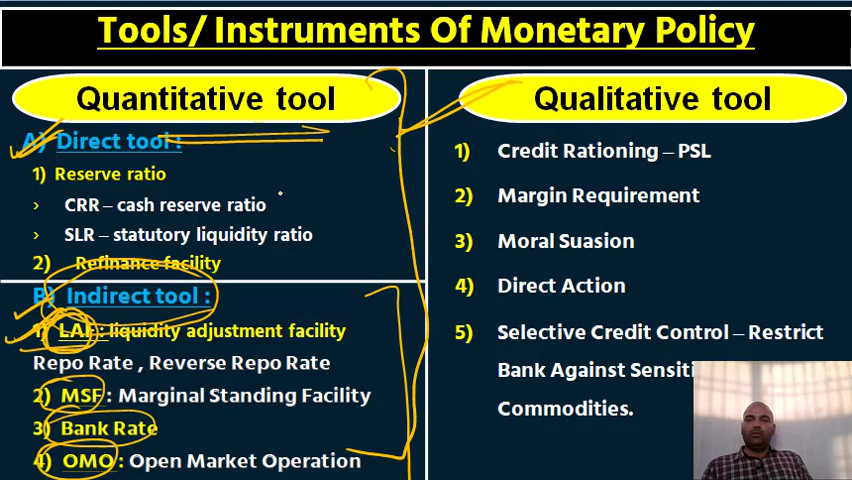 Tools/ Instruments Of Monetary Policy
Quantitative tool
A) Direct tool :
1) Reserve ratio
› CRR – cash reserve ratio
› SLR – statutory liquidity ratio
2) Refinance facility
B) Indirect tool :
1) LAF : liquidity adjustment facility
Repo Rate , Reverse Repo Rate
2) MSF : Marginal Standing Facility
3) Bank Rate
4) OMO : Open Market Operation
Qualitative tool
1) Credit Rationing – PSL
2) Margin Requirement
3) Moral Suasion
4) Direct Action
5) Selective Credit Control – Restrict
Bank Against
Commodities.